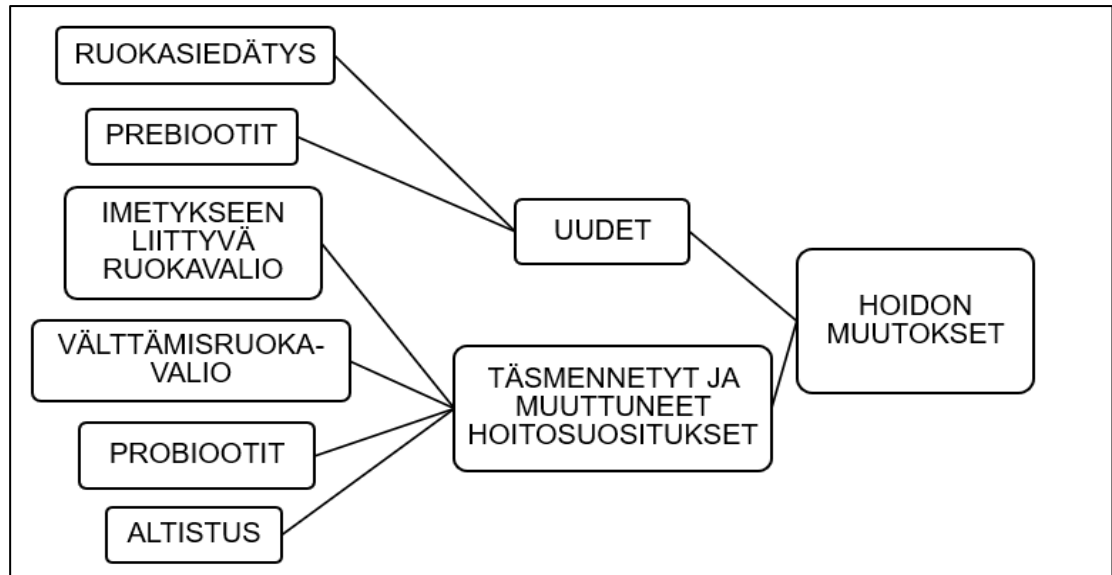 RUOKASIEDÄTYS
PREBIOOTIT
IMETYKSEEN
LIITTYVÄ
RUOKAVALIO
VÄLTTÄMISRUOKA-
VALIO
PROBIOOTIT
ALTISTUS
UUDET
TÄSMENNETYT JA
MUUTTUNEET
HOITOSUOSITUKSET
HOIDON
MUUTOKSET